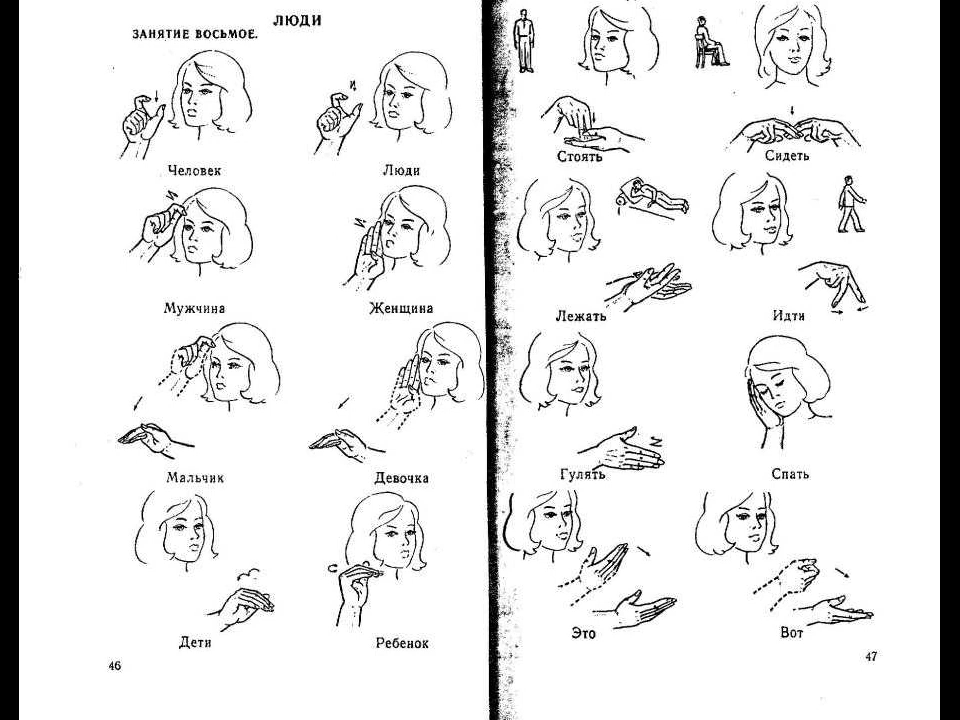 ЛЮДИ
ЗАНЯТИЕ ВОСЬМОЕ.
Человек
Люди
Мужчина
Женщина
Мальчик
Девочка
Дети
Ребенок
46
Стоять
Сидеть
Лежать
Идти
Гулять
Спать
Это
Вот
47